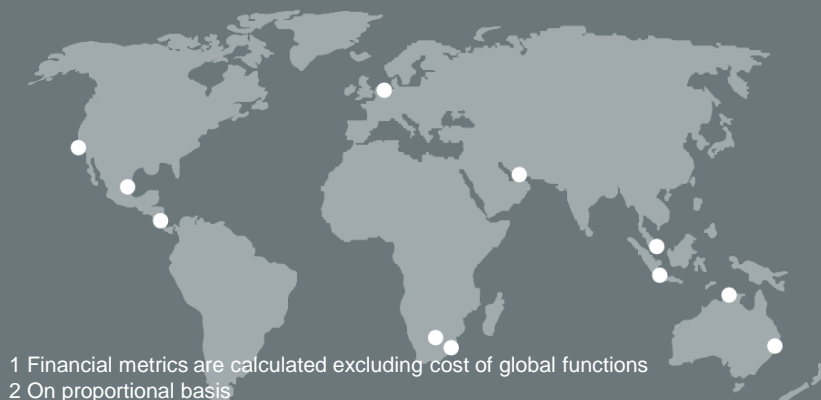 1 Financial metrics are calculated excluding cost of global functions
2 On proportional basis